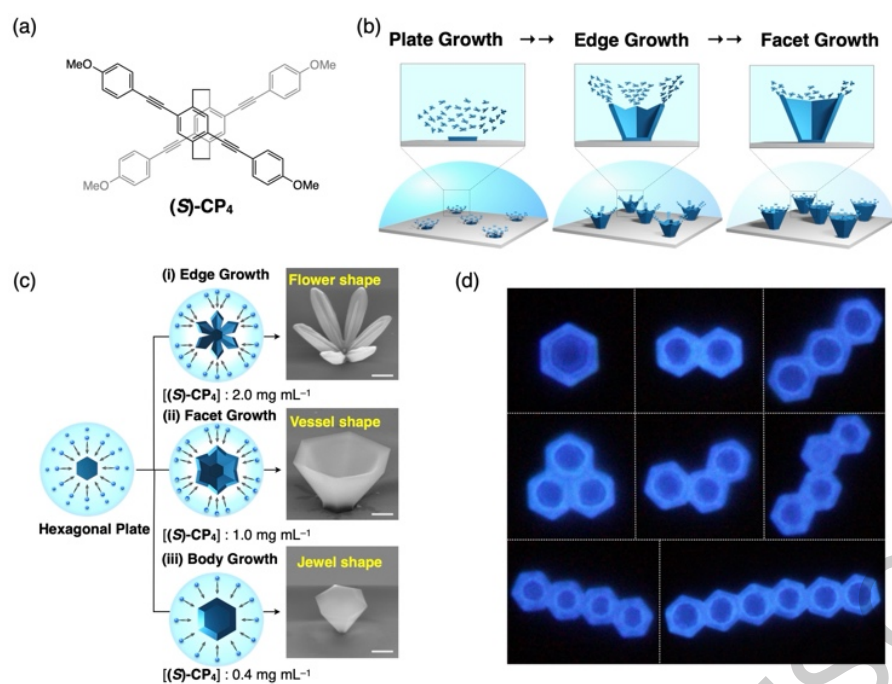 (a)
MeO
OMe
MeO
OMe
(S)-CP4
(b)
Plate Growth →→ Edge Growth →→ Facet Growth
(c)
(i) Edge Growth
Flower shape
[(S)-CP4] : 2.0 mg mL–1
(ii) Facet Growth
Vessel shape
Hexagonal Plate
[(S)-CP4] : 1.0 mg mL–1
(iii) Body Growth
Jewel shape
[(S)-CP4] : 0.4 mg mL–1
(d)